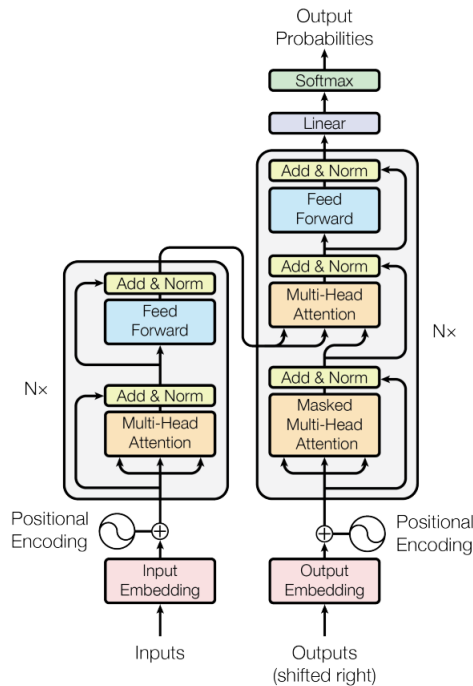 Output
Probabilities
Softmax
Linear
Add & Norm
Feed
Forward
Add & Norm
Multi-Head
Attention
Nx
Add & Norm
Masked
Multi-Head
Attention
Add & Norm
Feed
Forward
Nx
Add & Norm
Multi-Head
Attention
Positional
Encoding
Positional
Encoding
Input
Embedding
Output
Embedding
Inputs
Outputs
(shifted right)